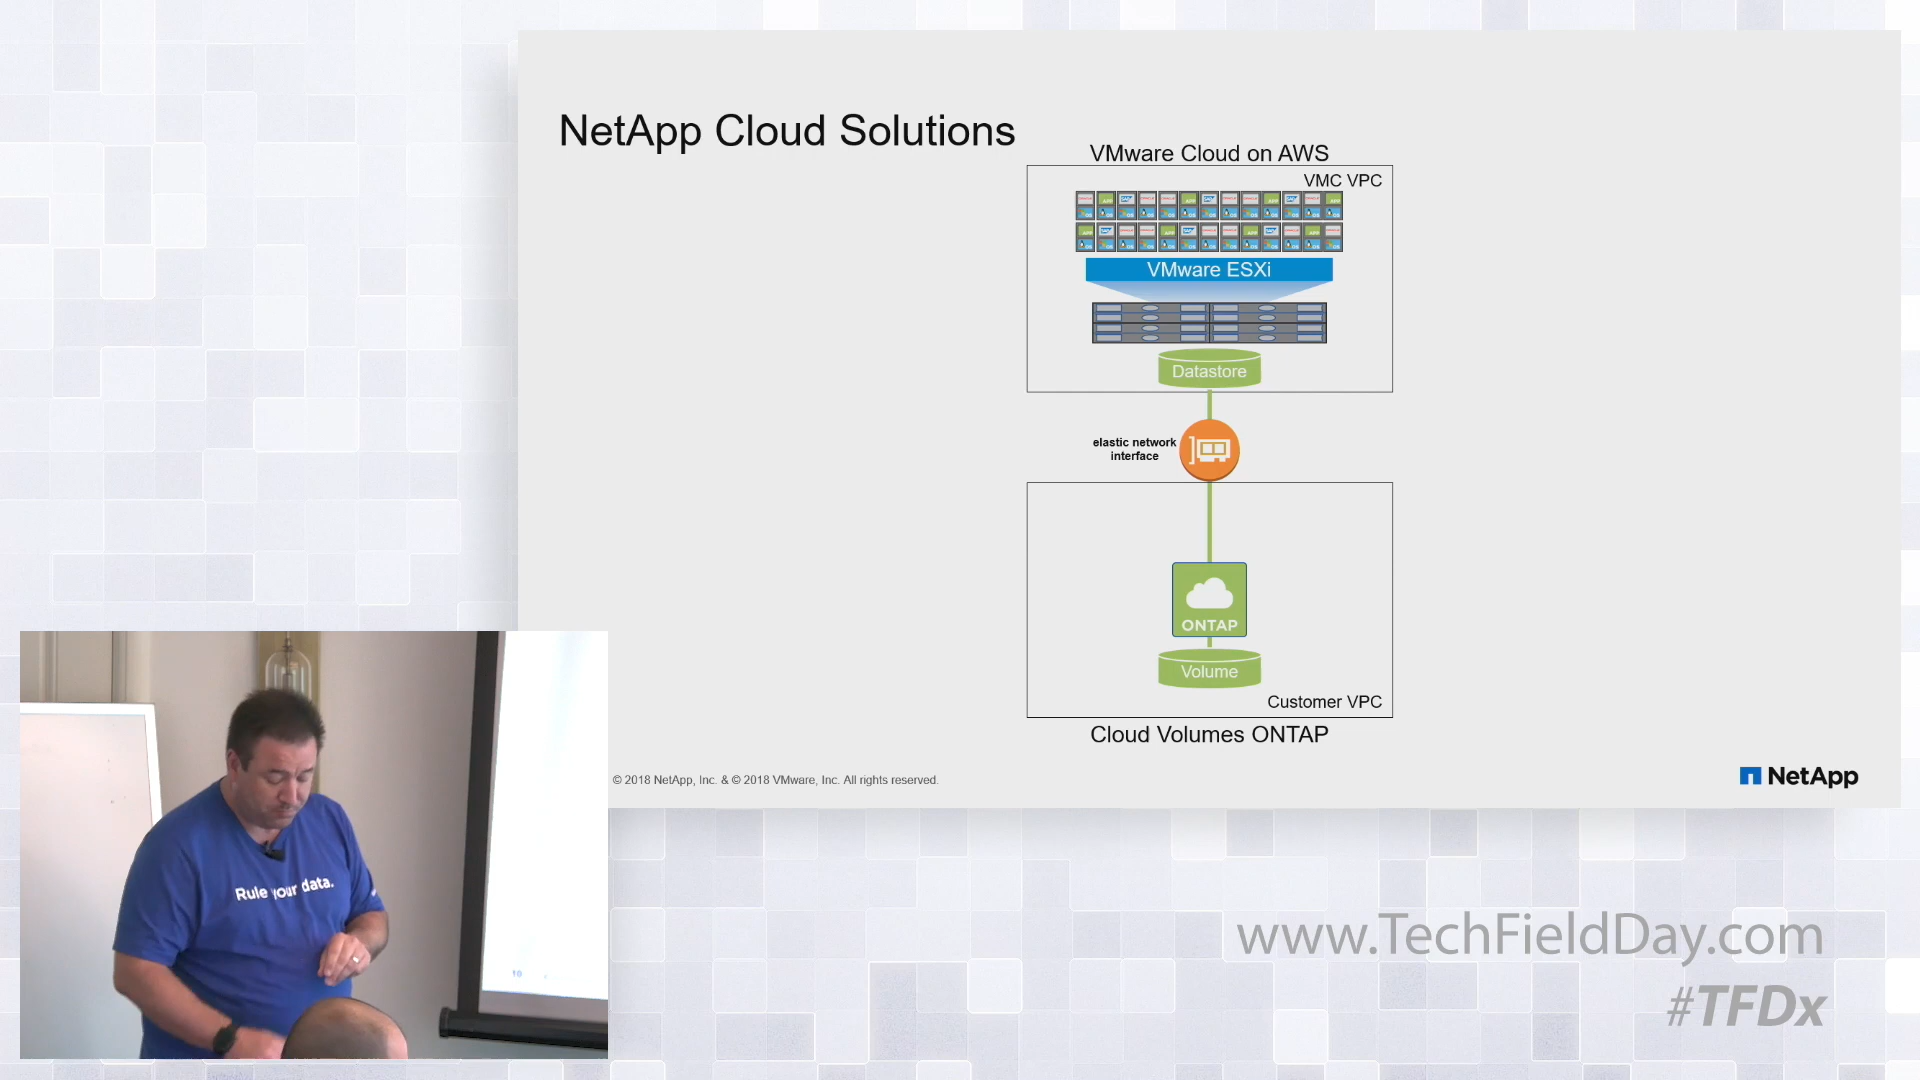 NetApp Cloud Solutions
VMware Cloud on AWS
VMC VPC
VMware ESXi
Datastore
elastic network
interface
ONTAP
Volume
Customer VPC
Cloud Volumes ONTAP
© 2018 NetApp, Inc. & © 2018 VMware, Inc. All rights reserved.
NetApp
Rule your data.
www.TechFieldDay.com
#TFDx